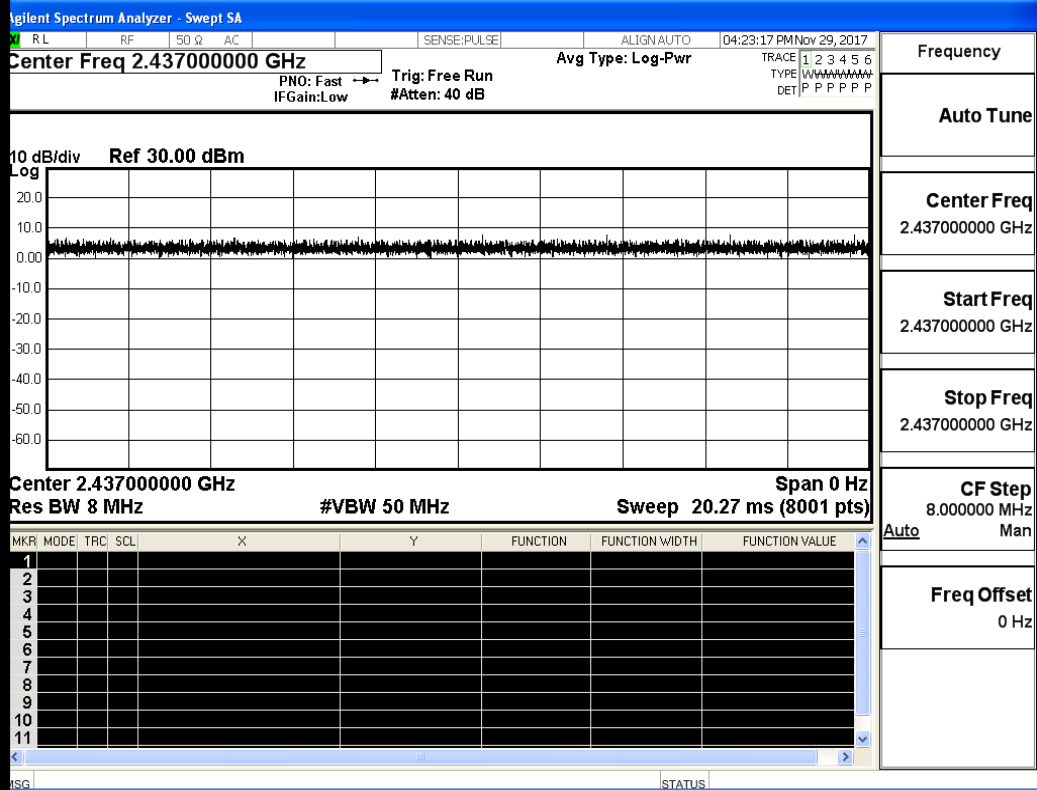 Agilent Spectrum Analyzer - Swept SA
RL RF 50 Ω AC SENSE:PULSE ALIGN AUTO 04:23:17 PM Nov 29, 2017
Center Freq 2.437000000 GHz
PNO: Fast
IFGain:Low
Trig: Free Run
#Atten: 40 dB
Avg Type: Log-Pwr
TRACE 1 2 3 4 5 6
TYPE
DET P P P P P P
10 dB/div Ref 30.00 dBm
Log
20.0
10.0
0.00
-10.0
-20.0
-30.0
-40.0
-50.0
-60.0
Center 2.437000000 GHz Span 0 Hz
Res BW 8 MHz #VBW 50 MHz Sweep 20.27 ms (8001 pts)
MKR MODE TRC SCL X Y FUNCTION FUNCTION WIDTH FUNCTION VALUE
1
2
3
4
5
6
7
8
9
10
11
MSG STATUS
Frequency
Auto Tune
Center Freq
2.437000000 GHz
Start Freq
2.437000000 GHz
Stop Freq
2.437000000 GHz
CF Step
8.000000 MHz
Auto Man
Freq Offset
0 Hz